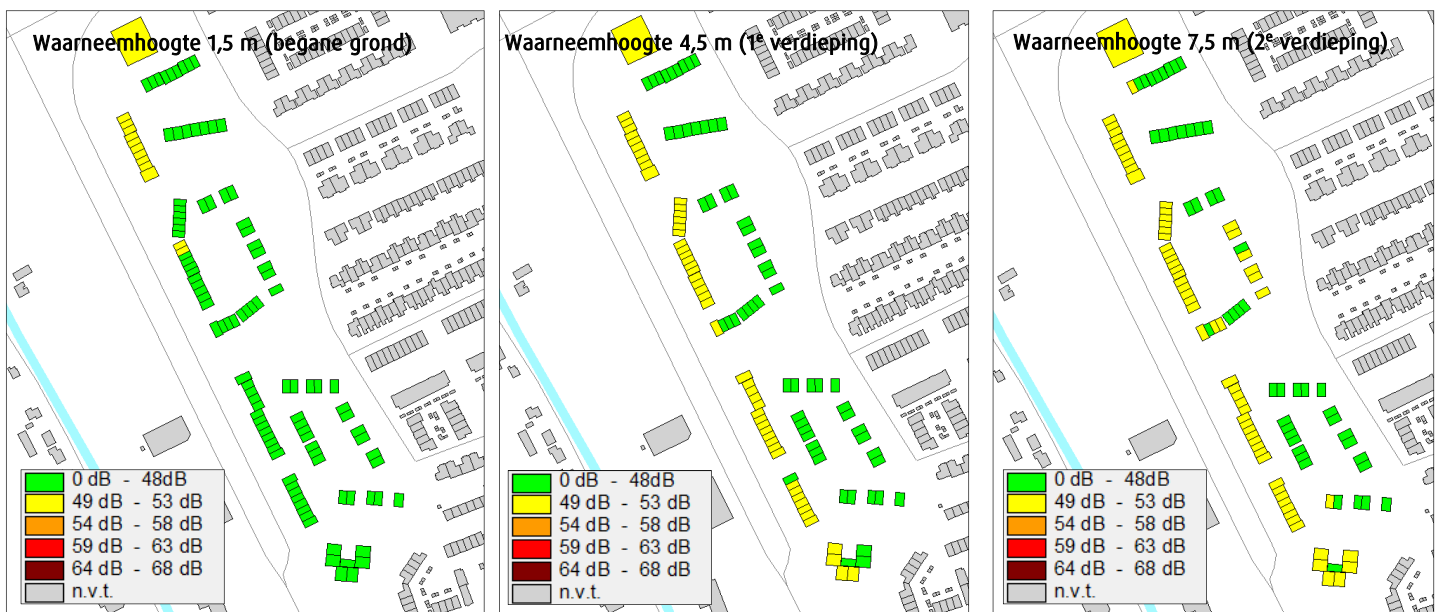 Waarneemhoogte 1,5 m (begane grond)
0 dB - 48dB
49 dB - 53 dB
54 dB - 58 dB
59 dB - 63 dB
64 dB - 68 dB
n.v.t.
Waarneemhoogte 4,5 m (1e verdieping)
0 dB - 48dB
49 dB - 53 dB
54 dB - 58 dB
59 dB - 63 dB
64 dB - 68 dB
n.v.t.
Waarneemhoogte 7,5 m (2e verdieping)
0 dB - 48dB
49 dB - 53 dB
54 dB - 58 dB
59 dB - 63 dB
64 dB - 68 dB
n.v.t.